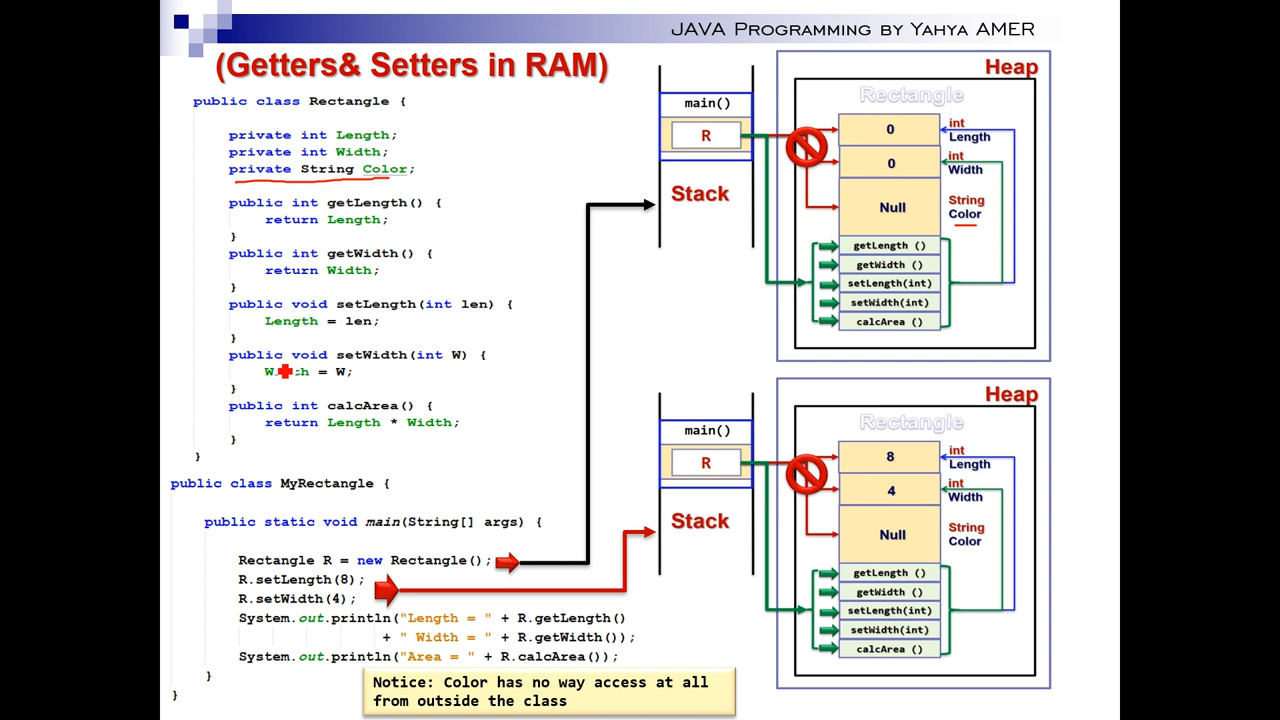 JAVA Programming by Yahya AMER
(Getters& Setters in RAM)
public class Rectangle {
private int Length;
private int Width;
private String Color;
public int getLength() {
return Length;
}
public int getWidth() {
return Width;
}
public void setLength(int len) {
Length = len;
}
public void setWidth(int W) {
= W;
}
public int calcArea() {
return Length * Width;
}
}
public class MyRectangle {
public static void main(String[] args) {
Rectangle R = new Rectangle();
R.setLength(8);
R.setWidth(4);
System.out.println("Length = " + R.getLength()
+ " Width = " + R.getWidth());
System.out.println("Area = " + R.calcArea());
}
}
Notice: Color has no way access at all
from outside the class
main()
R
Stack
Heap
Rectangle
0
int
Length
0
int
Width
Null
String
Color
getLength ()
getWidth ()
setLength(int)
setWidth(int)
calcArea ()
main()
R
Stack
Heap
Rectangle
8
int
Length
4
int
Width
Null
String
Color
getLength ()
getWidth ()
setLength(int)
setWidth(int)
calcArea ()